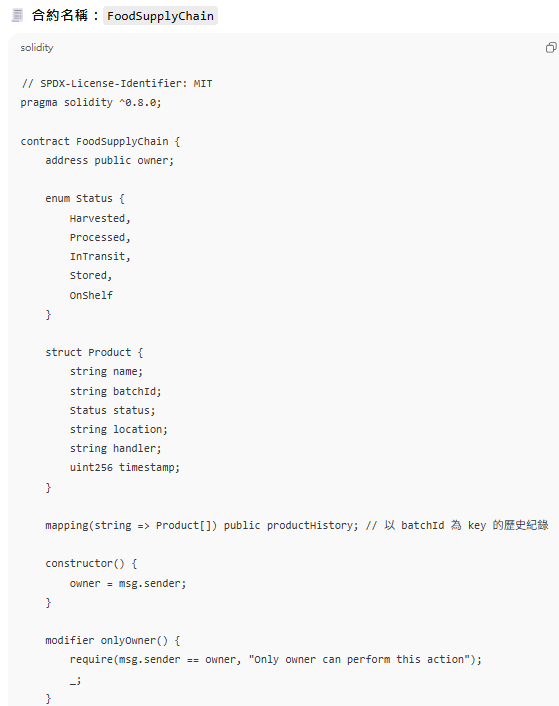 合約名稱：FoodSupplyChain
solidity
// SPDX-License-Identifier: MIT
pragma solidity ^0.8.0;
contract FoodSupplyChain {
    address public owner;
    enum Status {
        Harvested,
        Processed,
        InTransit,
        Stored,
        OnShelf
    }
    struct Product {
        string name;
        string batchId;
        Status status;
        string location;
        string handler;
        uint256 timestamp;
    }
    mapping(string => Product[]) public productHistory; // 以 batchId 為 key 的歷史紀錄
    constructor() {
        owner = msg.sender;
    }
    modifier onlyOwner() {
        require(msg.sender == owner, "Only owner can perform this action");
        _;
    }